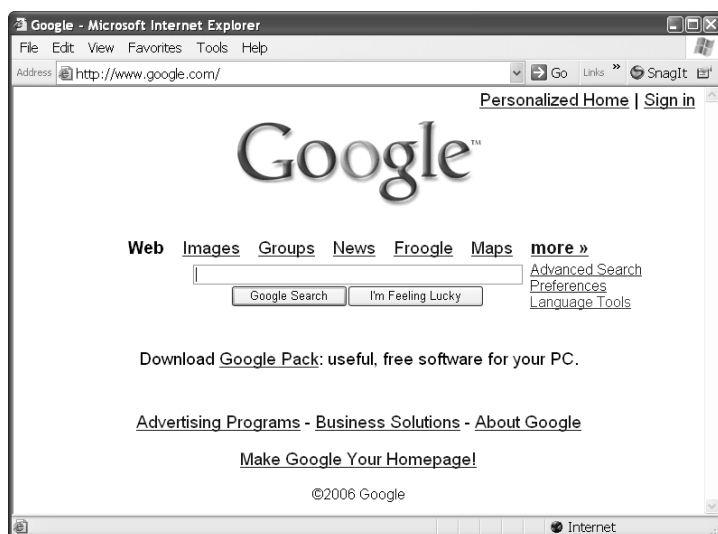 Google - Microsoft Internet Explorer
File Edit View Favorites Tools Help
Address http://www.google.com/ Go Links » SnagIt
Personalized Home | Sign in
Google™
Web Images Groups News Froogle Maps more »
Advanced Search
Preferences
Google Search I'm Feeling Lucky
Language Tools
Download Google Pack: useful, free software for your PC.
Advertising Programs - Business Solutions - About Google
Make Google Your Homepage!
©2006 Google
Internet